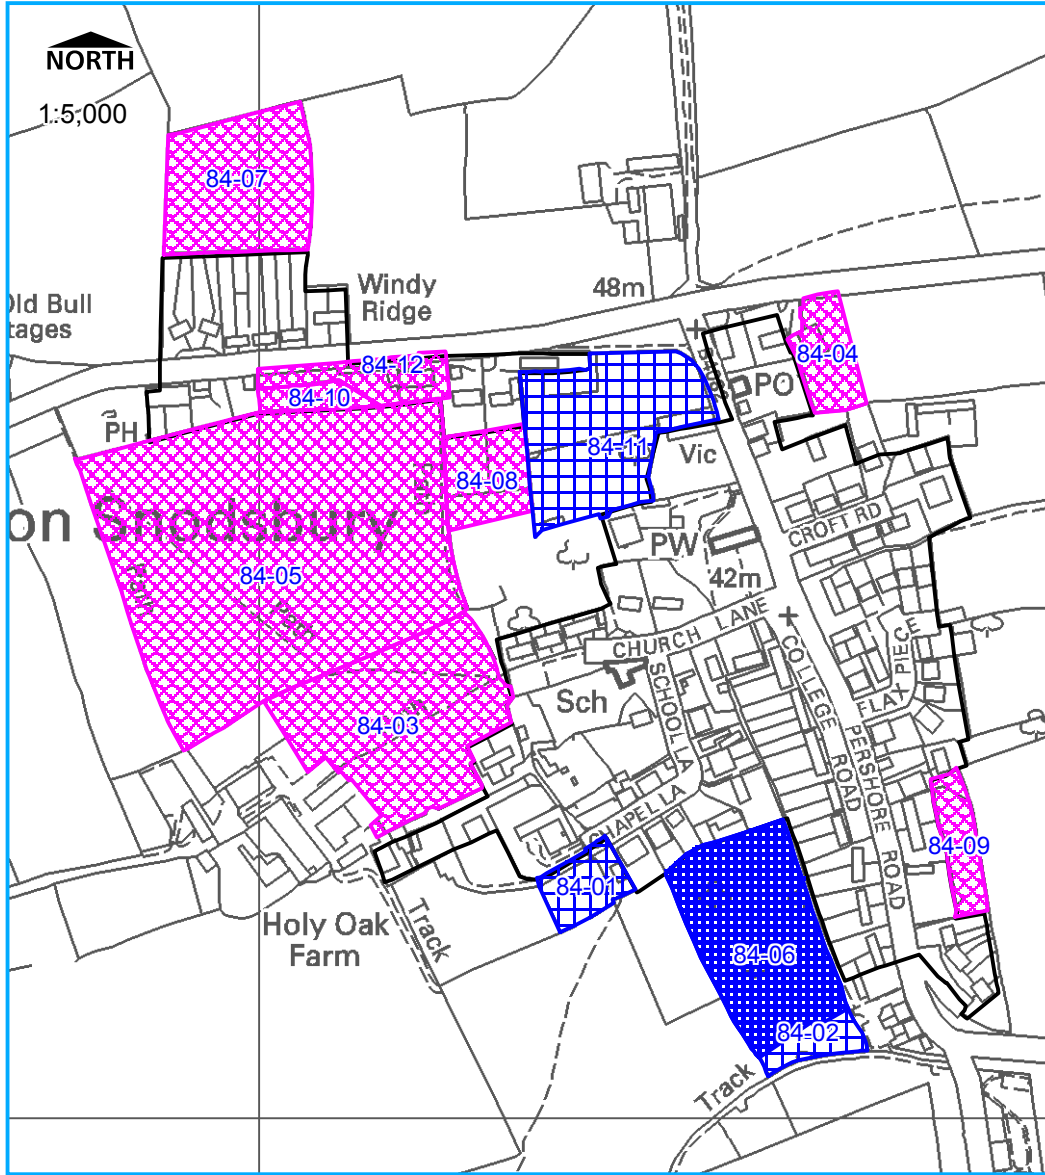 NORTH
1:5,000
84-07
Windy
Ridge
48m
Old Bull
tages
84-12
84-04
84-10
PO
PH
84-11
Vic
84-08
Path
on Snodsbury
CROFT RD
PW
84-05
Path
42m
Path
CHURCH LANE
FLAX PIECE
Sch
SCHOOL LA
84-03
COLLEGE ROAD
PERSHORE ROAD
CHAPEL LA
84-09
84-01
Holy Oak
Farm
Track
84-06
84-02
Track